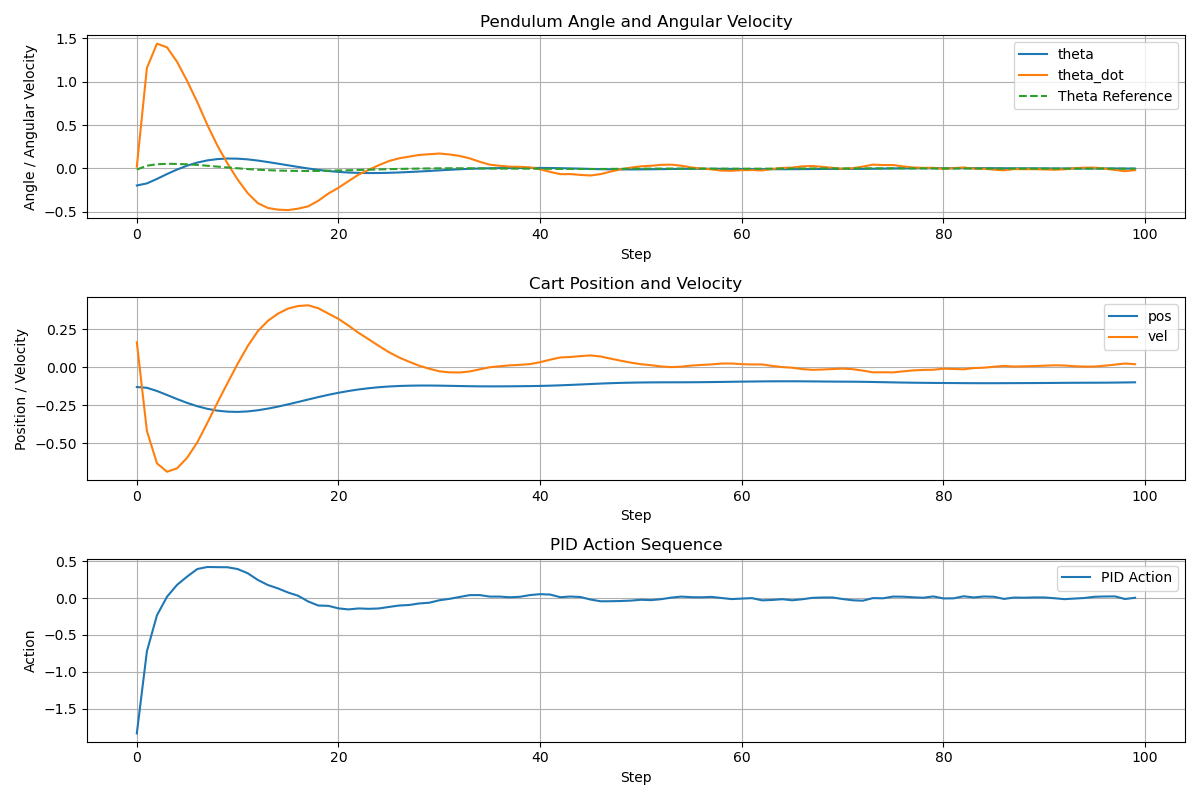 Pendulum Angle and Angular Velocity
Angle / Angular Velocity
1.5
1.0
0.5
0.0
−0.5
theta
theta_dot
Theta Reference
0 20 40 60 80 100
Step
Cart Position and Velocity
Position / Velocity
0.25
0.00
−0.25
−0.50
pos
vel
0 20 40 60 80 100
Step
PID Action Sequence
Action
0.5
0.0
−0.5
−1.0
−1.5
PID Action
0 20 40 60 80 100
Step